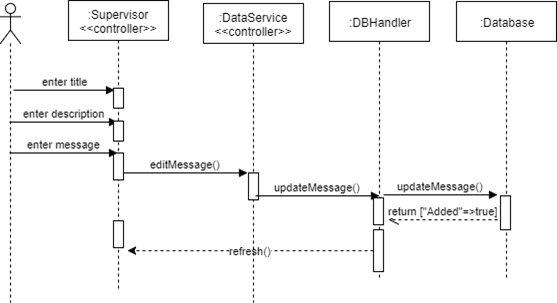 :Supervisor
<<controller>>
:DataService
<<controller>>
:DBHandler
:Database
enter title
enter description
enter message
editMessage()
updateMessage()
updateMessage()
return ["Added"=>true]
refresh()